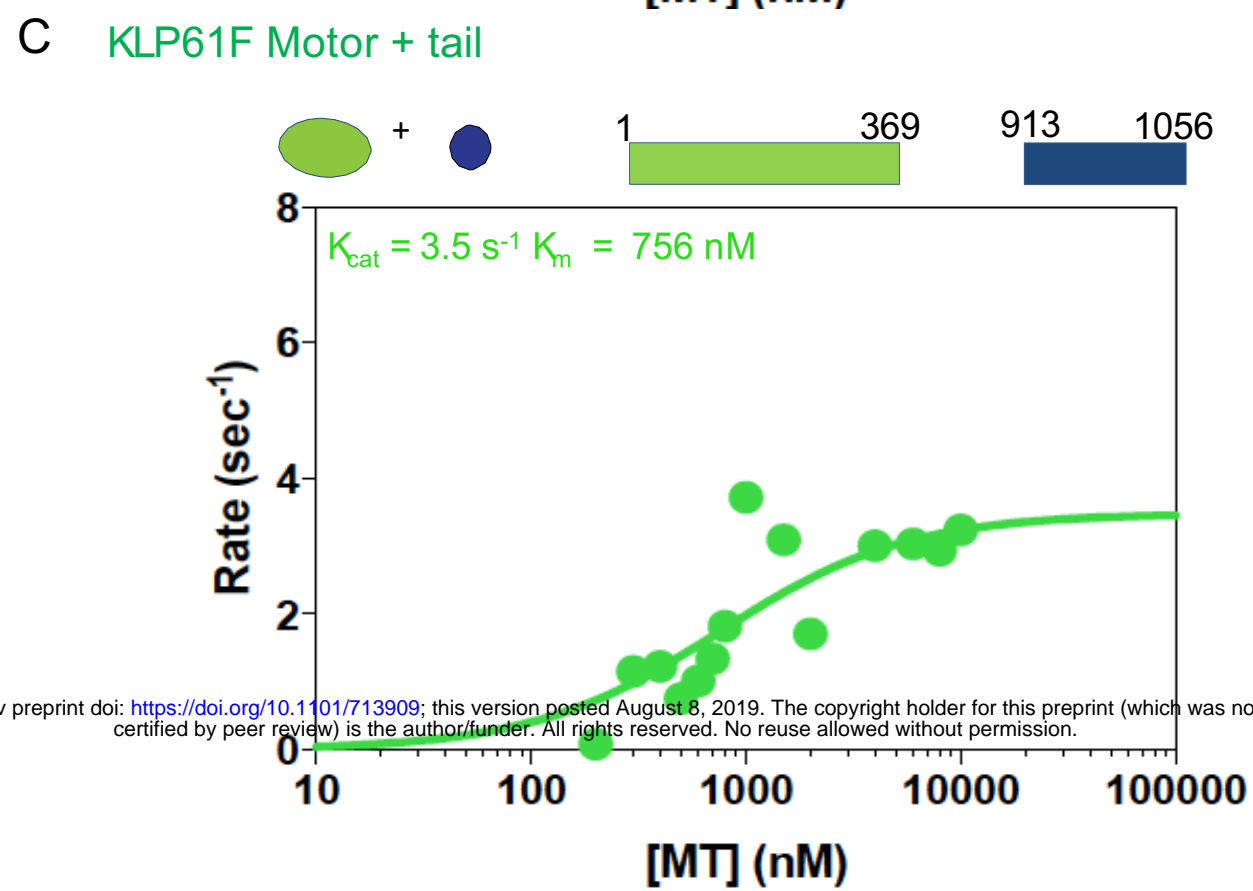 [MT] (nM)
C KLP61F Motor + tail
+ 1 369 913 1056
8
Kcat = 3.5 s-1 Km = 756 nM
6
Rate (sec-1)
4
2
v preprint doi: https://doi.org/10.1101/713909; this version posted August 8, 2019. The copyright holder for this preprint (which was no
certified by peer review) is the author/funder. All rights reserved. No reuse allowed without permission.
0
10 100 1000 10000 100000
[MT] (nM)